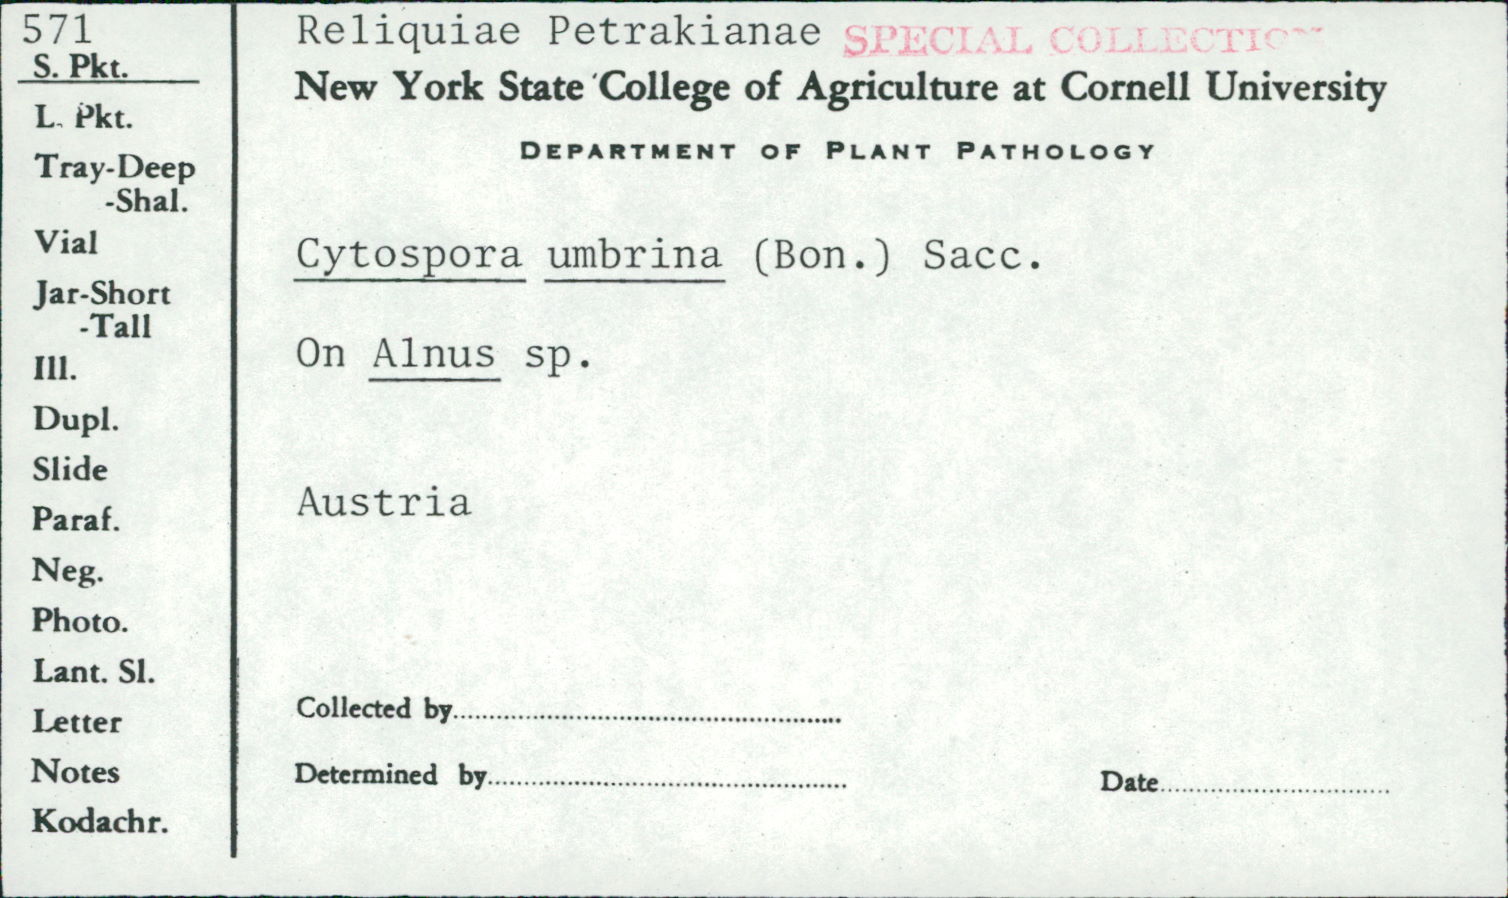 571
S. Pkt.
L. Pkt.
Tray-Deep
-Shal.
Vial
Jar-Short
-Tall
Ill.
Dupl.
Slide
Paraf.
Neg.
Photo.
Lant. Sl.
Letter
Notes
Kodachr.
Reliquiae Petrakianae SPECIAL COLLECTION
New York State College of Agriculture at Cornell University
DEPARTMENT OF PLANT PATHOLOGY
Cytospora umbrina (Bon.) Sacc.
On Alnus sp.
Austria
Collected by
Determined by
Date